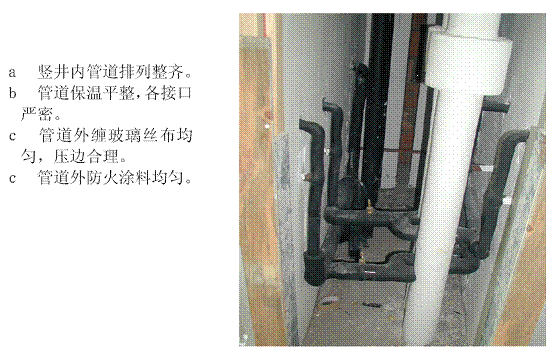 a 竖井内管道排列整齐。
b 管道保温平整,各接口
严密。
c 管道外缠玻璃丝布均
匀，压边合理。
c 管道外防火涂料均匀。